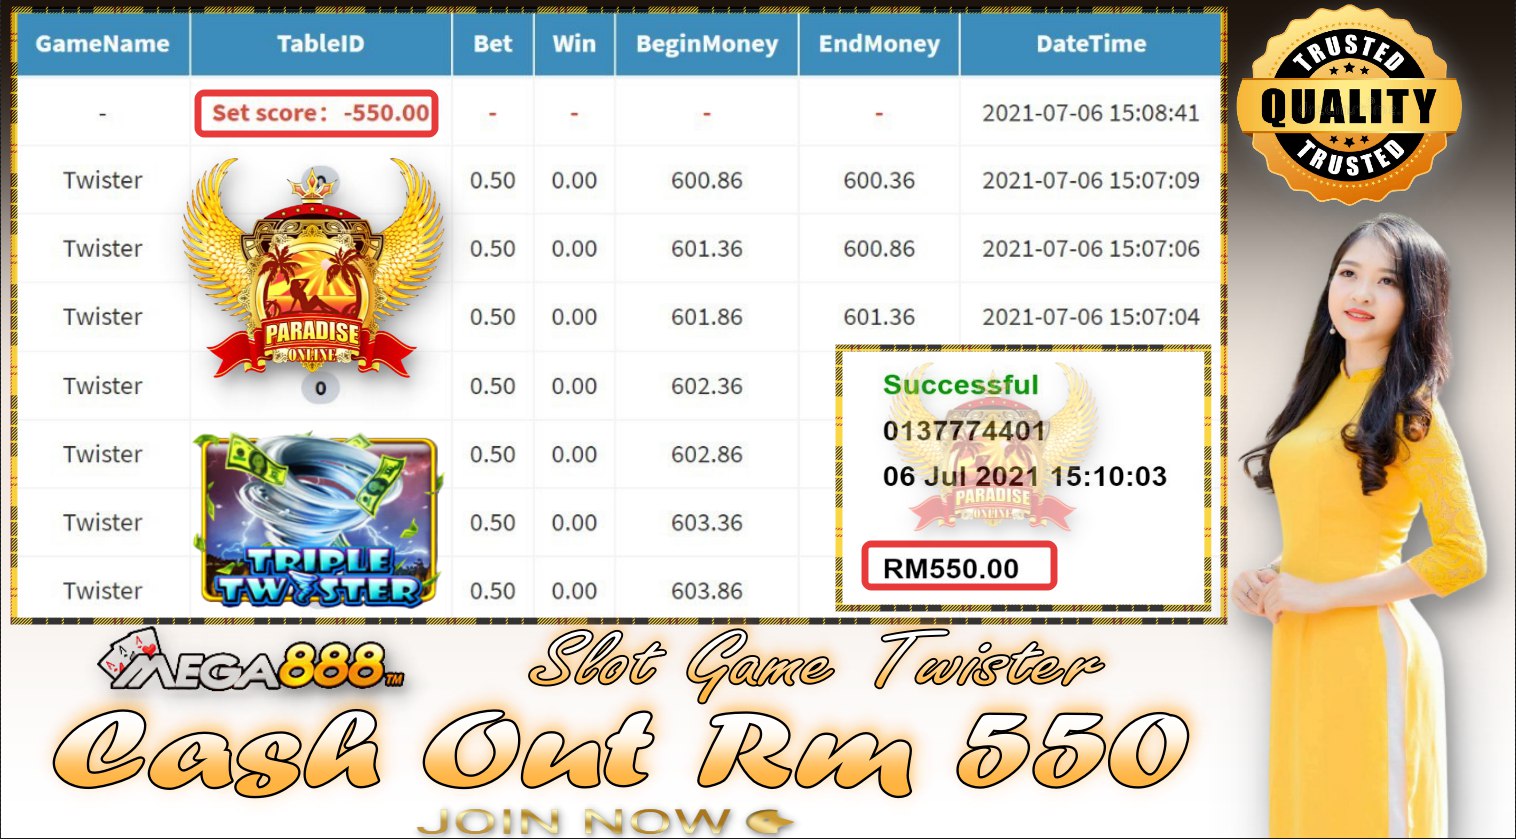 GameName TableID Bet Win BeginMoney EndMoney DateTime
- Set score: -550.00 - - - - 2021-07-06 15:08:41
Twister 0.50 0.00 600.86 600.36 2021-07-06 15:07:09
Twister 0.50 0.00 601.36 600.86 2021-07-06 15:07:06
Twister 0.50 0.00 601.86 601.36 2021-07-06 15:07:04
Twister 0 0.50 0.00 602.36
Twister 0.50 0.00 602.86
Twister 0.50 0.00 603.36
Twister 0.50 0.00 603.86
PARADISE
ONLINE
TRIPLE
TWISTER
Successful
0137774401
06 Jul 2021 15:10:03
PARADISE
ONLINE
RM550.00
TRUSTED
QUALITY
TRUSTED
MEGA888 TM
Slot Game Twister
Cash Out Rm 550
JOIN NOW